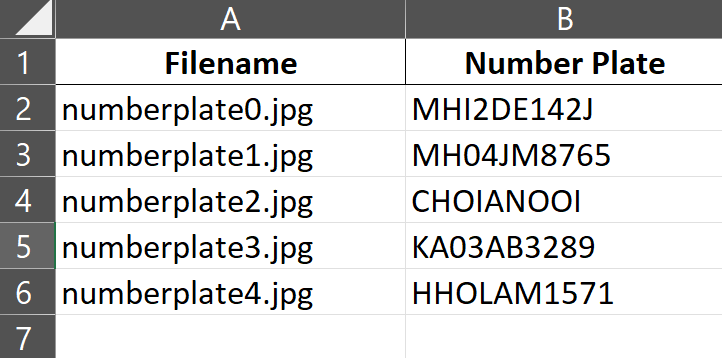 A B
1 Filename Number Plate
2 numberplate0.jpg MHI2DE142J
3 numberplate1.jpg MH04JM8765
4 numberplate2.jpg CHOIANOOI
5 numberplate3.jpg KA03AB3289
6 numberplate4.jpg HHOLAM1571
7